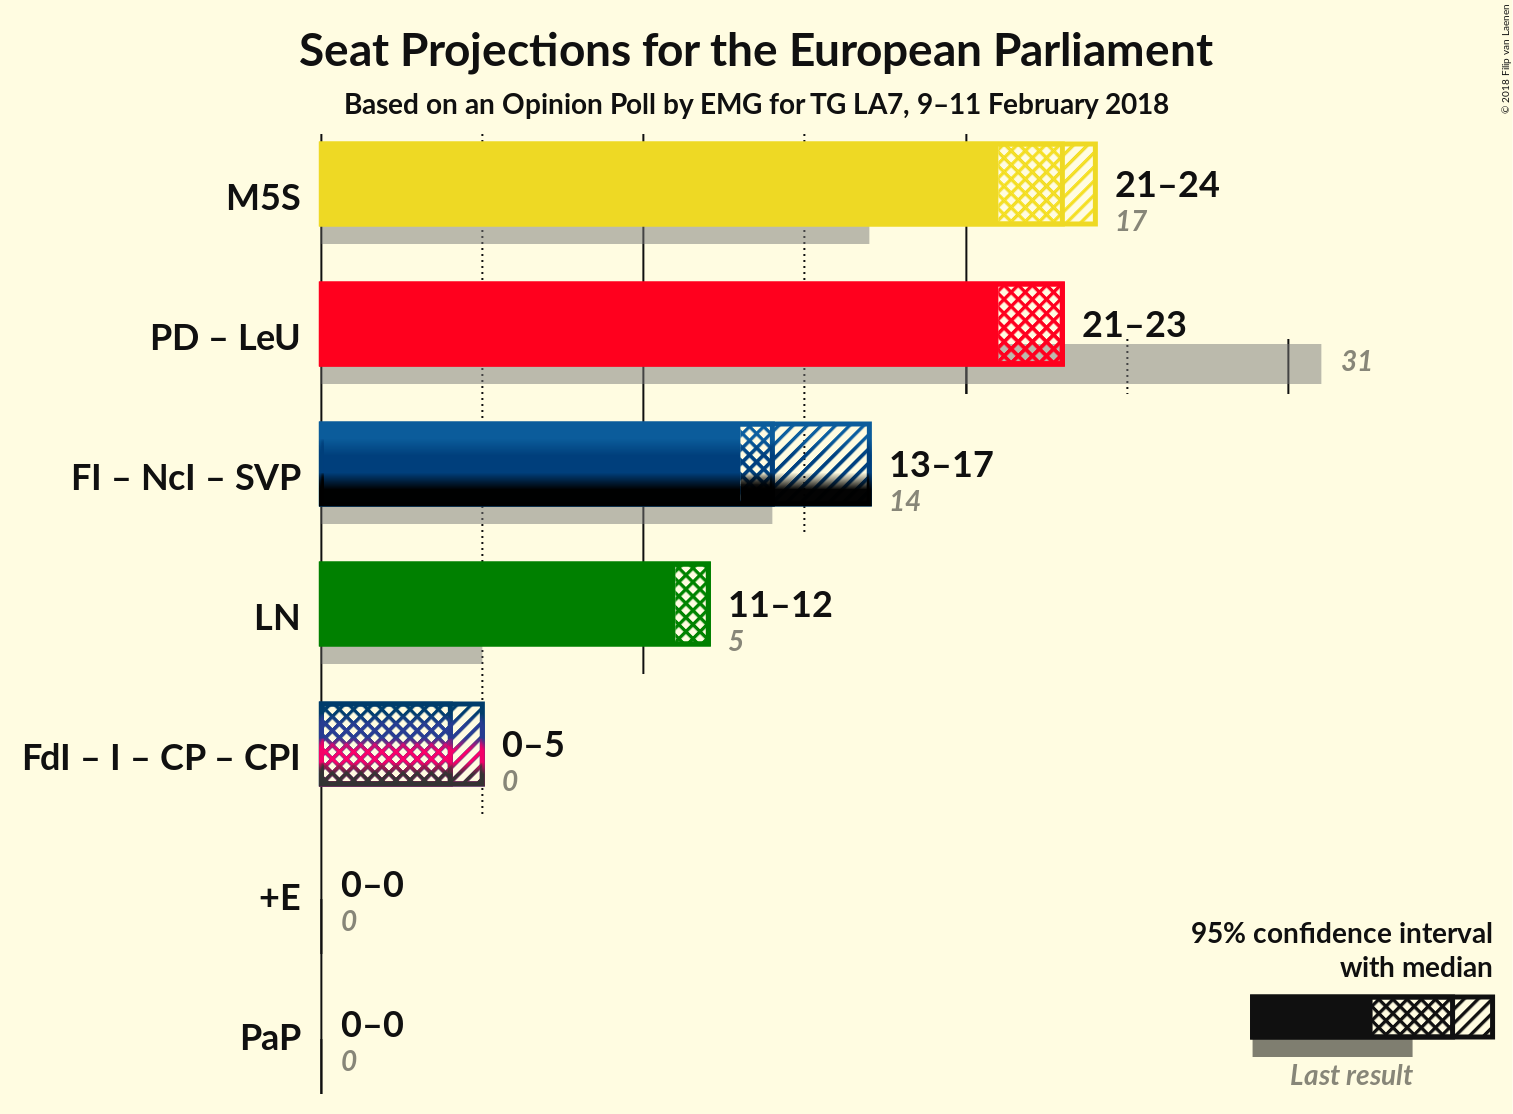 Seat Projections for the European Parliament
Based on an Opinion Poll by EMG for TG LA7, 9–11 February 2018
© 2018 Filip van Laenen
M5S
21–24
17
PD – LeU
21–23
31
FI – NcI – SVP
13–17
14
LN
11–12
5
FdI – I – CP – CPI
0–5
0
+E
0–0
0
PaP
0–0
0
95% confidence interval
with median
Last result